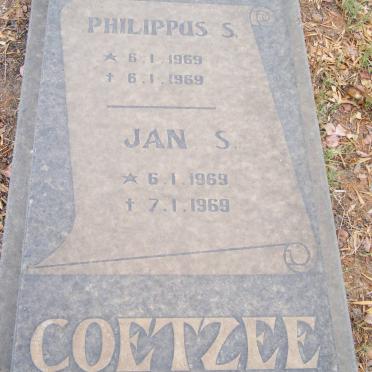 PHILIPPUS S.
* 6.1.1969
† 6.1.1969
JAN S.
* 6.1.1969
† 7.1.1969
COETZEE